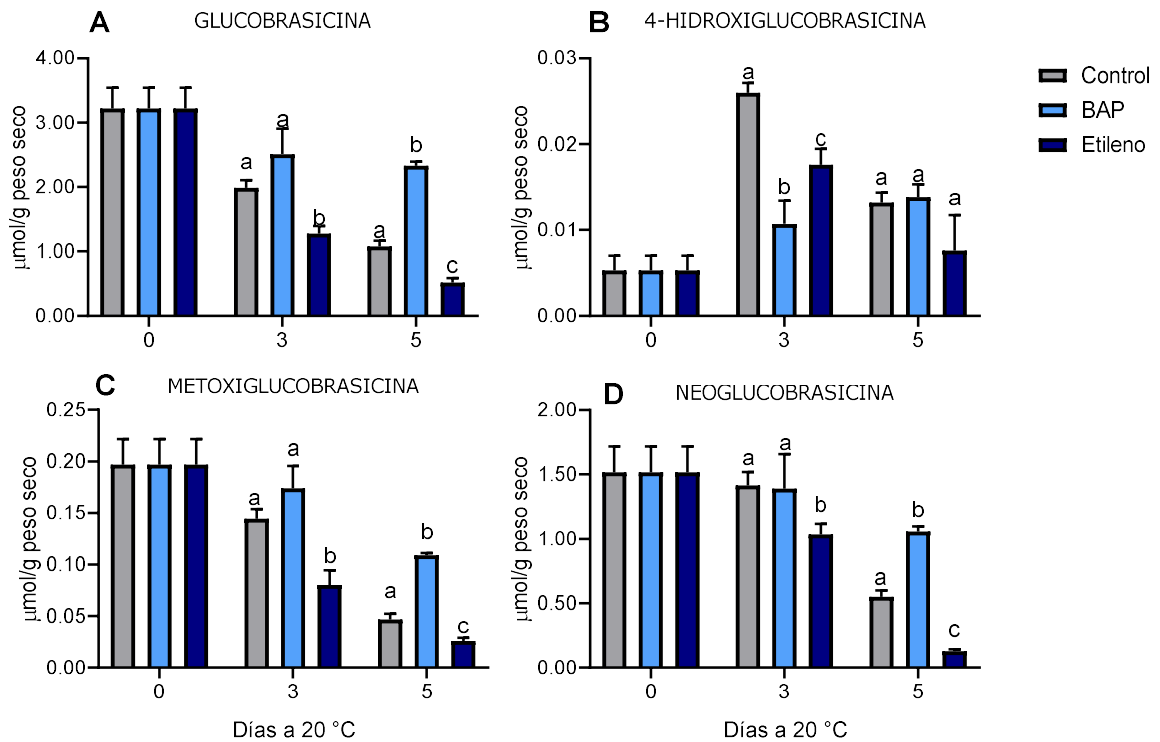 A GLUCOBRASICINA
µmol/g peso seco
4.00
3.00
2.00
1.00
0.00
a a b
a b c
0 3 5
B 4-HIDROXIGLUCOBRASICINA
µmol/g peso seco
0.03
0.02
0.01
0.00
a b c
a a a
0 3 5
Control
BAP
Etileno
C METOXIGLUCOBRASICINA
µmol/g peso seco
0.25
0.20
0.15
0.10
0.05
0.00
a a b
a b c
0 3 5
Días a 20 °C
D NEOGLUCOBRASICINA
µmol/g peso seco
2.00
1.50
1.00
0.50
0.00
a a b
a b c
0 3 5
Días a 20 °C